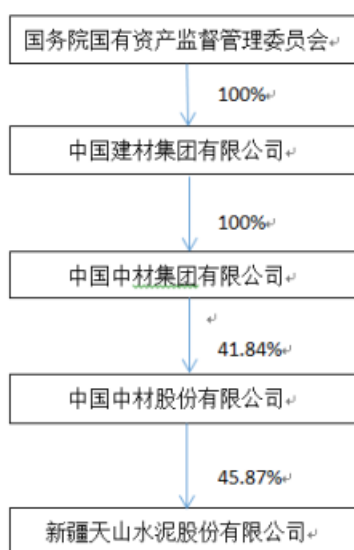 国务院国有资产监督管理委员会
100%
中国建材集团有限公司
100%
中国中材集团有限公司
41.84%
中国中材股份有限公司
45.87%
新疆天山水泥股份有限公司